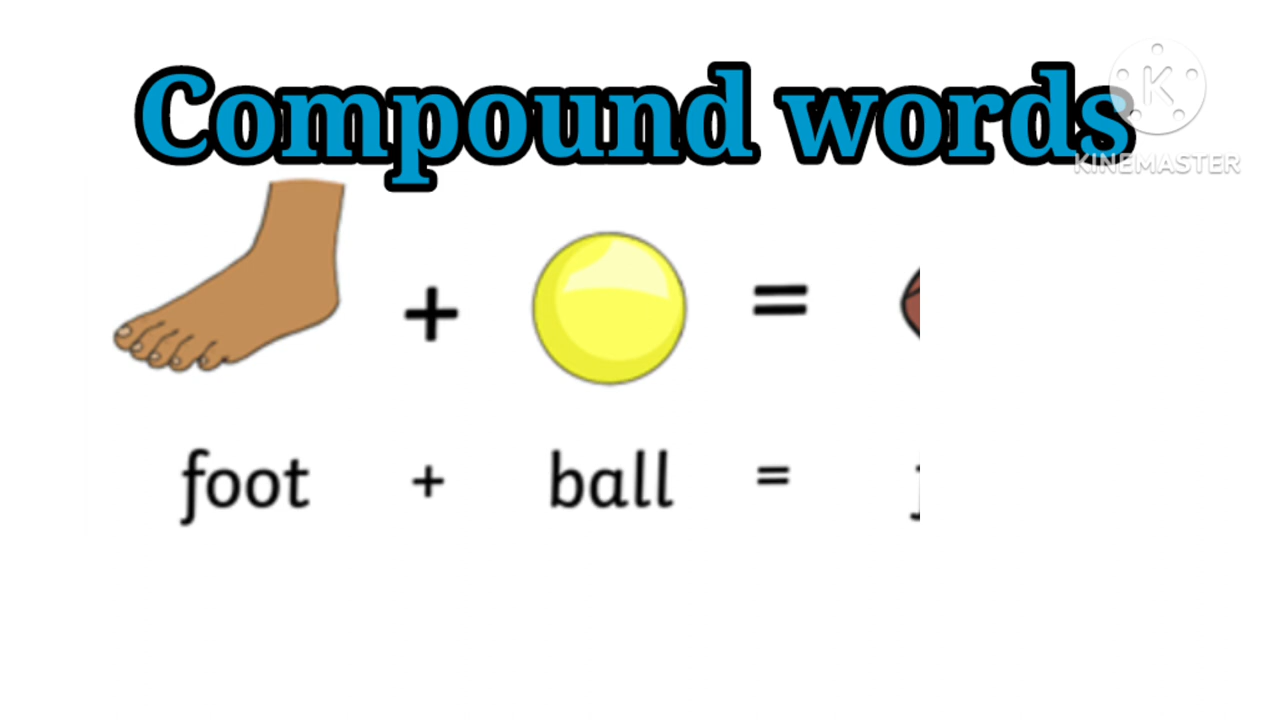 Compound words
K
KINEMASTER
+ =
foot + ball =